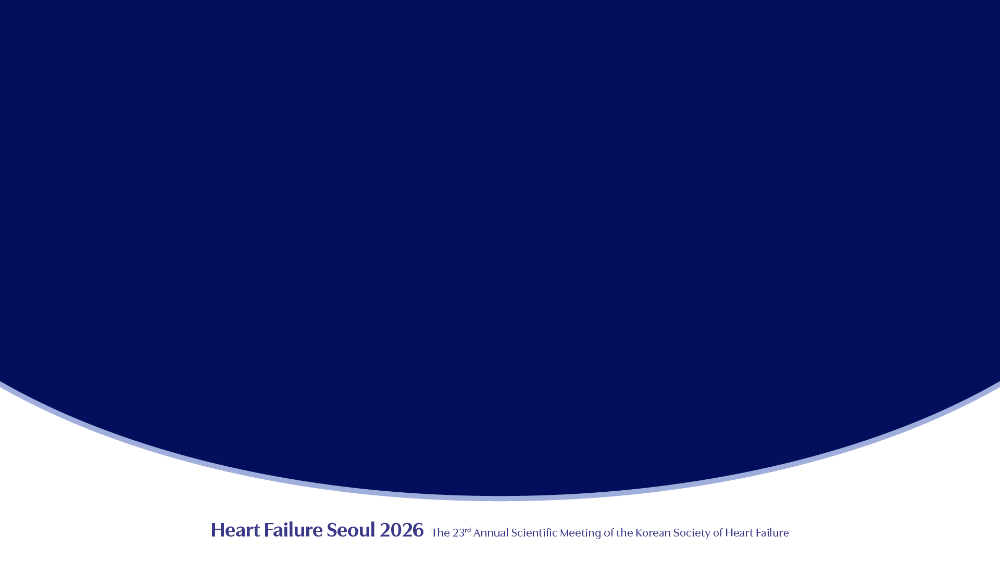 Heart Failure Seoul 2026 The 23rd Annual Scientific Meeting of the Korean Society of Heart Failure